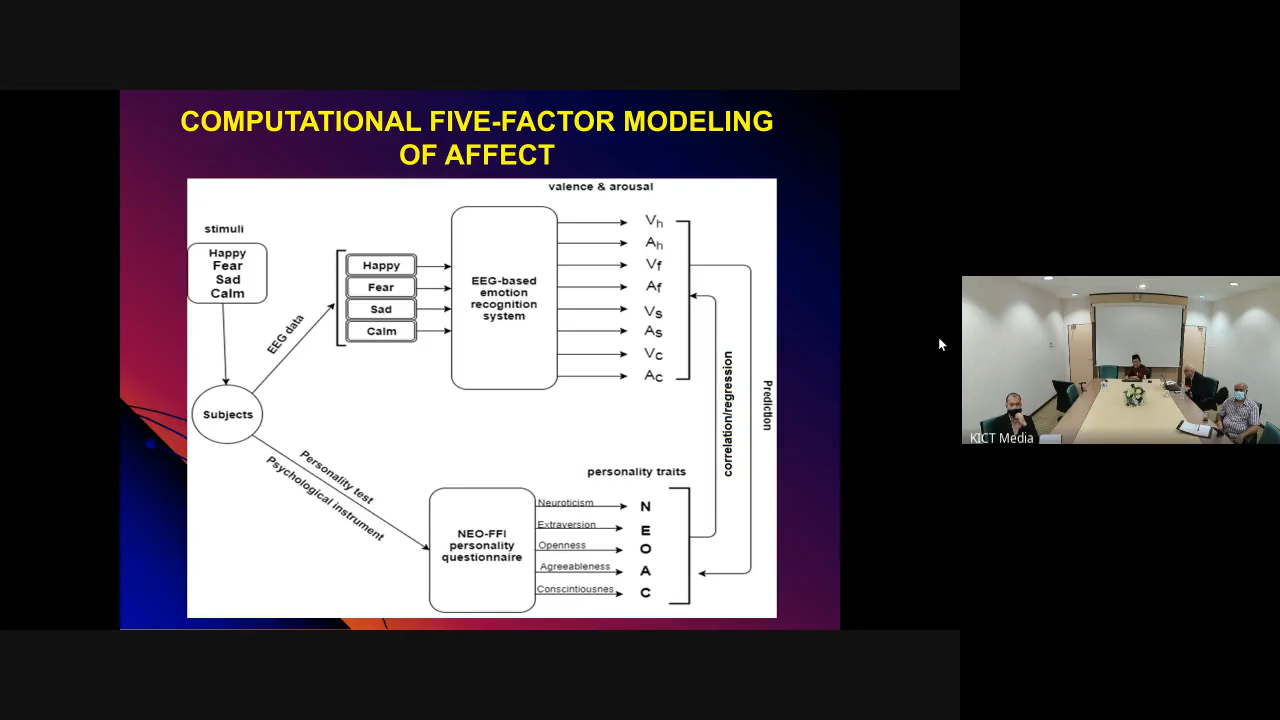 COMPUTATIONAL FIVE-FACTOR MODELING
OF AFFECT
valence & arousal
stimuli
Happy
Fear
Sad
Calm
EEG data
Subjects
Happy
Fear
Sad
Calm
EEG-based
emotion
recognition
system
Vh
Ah
Vf
Af
Vs
As
Vc
Ac
correlation/regression
Prediction
Personality test
Psychological instrument
NEO-FFI
personality
questionnaire
personality traits
Neuroticism
Extraversion
Openness
Agreeableness
Conscintiousnes
N
E
O
A
C
KICT Media